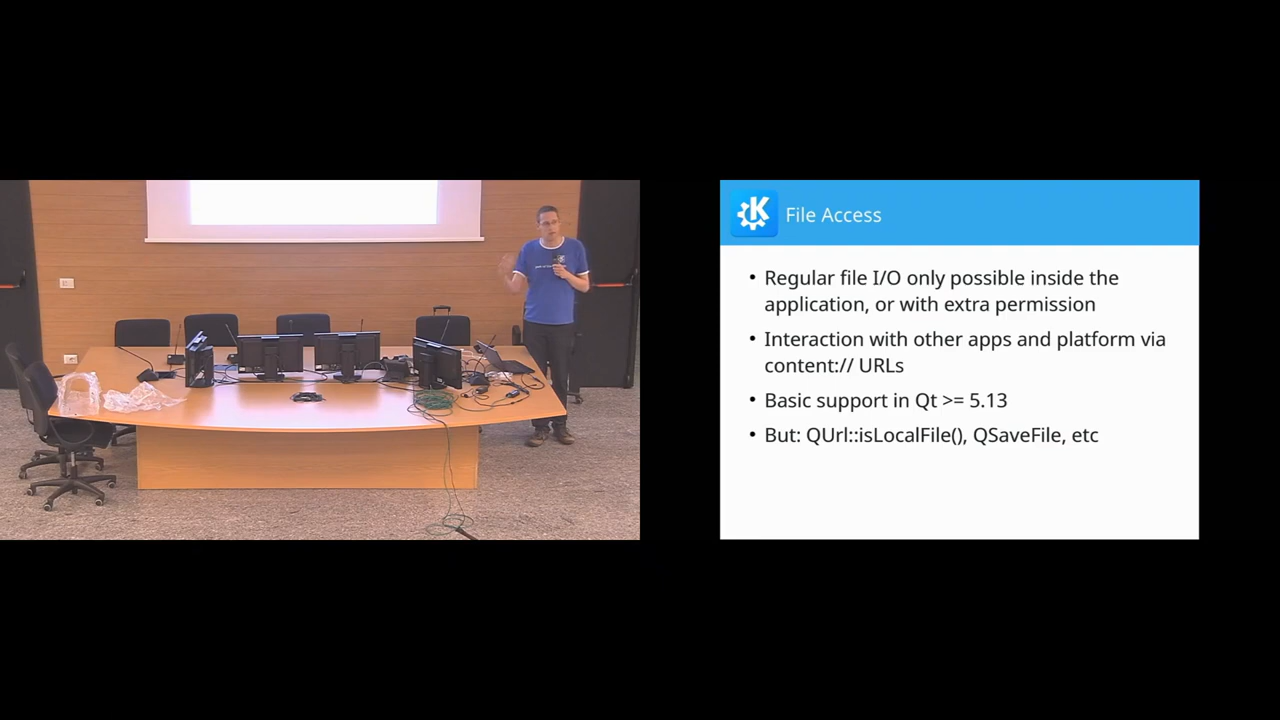 File Access
• Regular file I/O only possible inside the
application, or with extra permission
• Interaction with other apps and platform via
content:// URLs
• Basic support in Qt >= 5.13
• But: QUrl::isLocalFile(), QSaveFile, etc